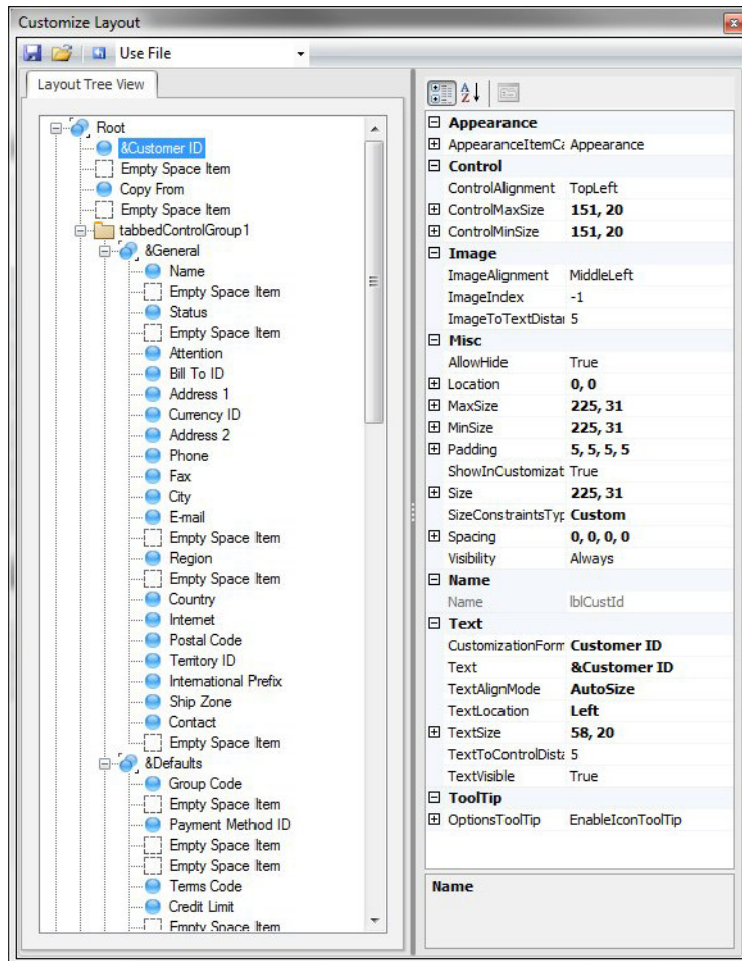 Customize Layout
Use File
Layout Tree View
Root
&Customer ID
Empty Space Item
Copy From
Empty Space Item
tabbedControlGroup1
&General
Name
Empty Space Item
Status
Empty Space Item
Attention
Bill To ID
Address 1
Currency ID
Address 2
Phone
Fax
City
E-mail
Empty Space Item
Region
Empty Space Item
Country
Internet
Postal Code
Territory ID
International Prefix
Ship Zone
Contact
Empty Space Item
&Defaults
Group Code
Empty Space Item
Payment Method ID
Empty Space Item
Empty Space Item
Terms Code
Credit Limit
Empty Space Item
Appearance
AppearanceItemCa Appearance
Control
ControlAlignment TopLeft
ControlMaxSize 151, 20
ControlMinSize 151, 20
Image
ImageAlignment MiddleLeft
ImageIndex -1
ImageToTextDistar 5
Misc
AllowHide True
Location 0, 0
MaxSize 225, 31
MinSize 225, 31
Padding 5, 5, 5, 5
ShowInCustomizat True
Size 225, 31
SizeConstraintsTyp Custom
Spacing 0, 0, 0, 0
Visibility Always
Name
Name lblCustId
Text
CustomizationForm Customer ID
Text &Customer ID
TextAlignMode AutoSize
TextLocation Left
TextSize 58, 20
TextToControlDista 5
TextVisible True
ToolTip
OptionsToolTip EnableIconToolTip
Name